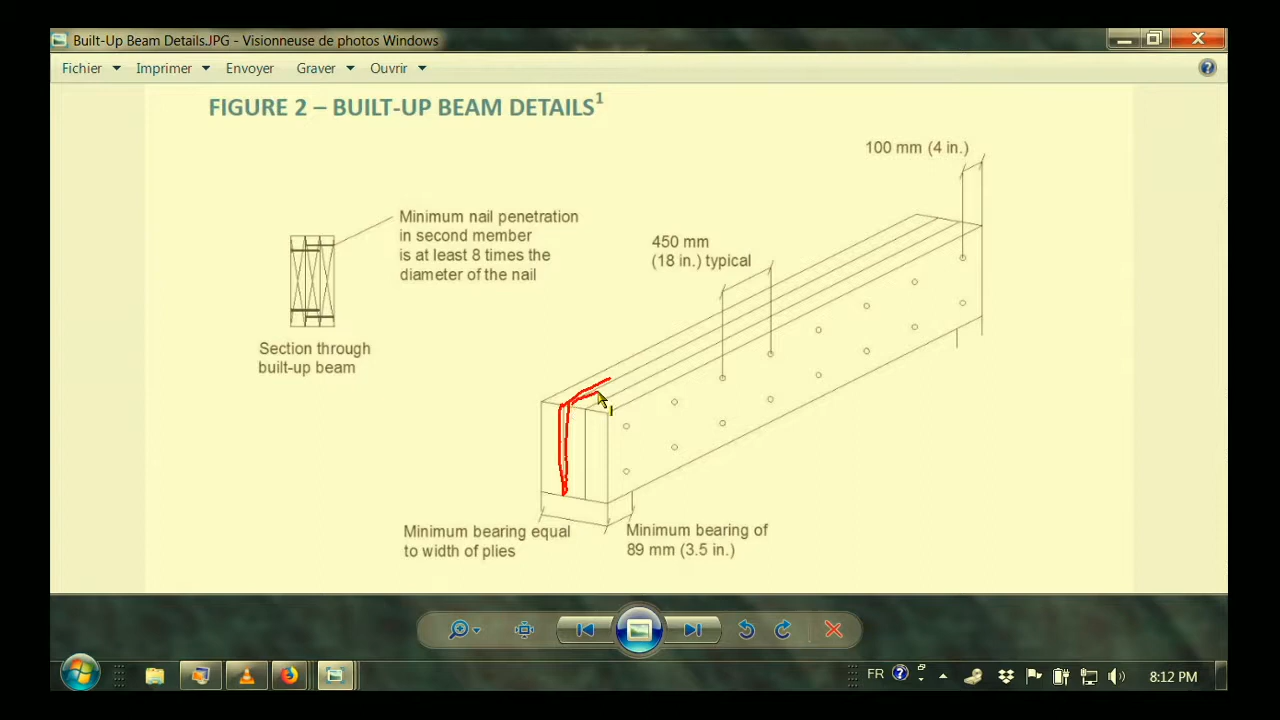 Built-Up Beam Details.JPG - Visionneuse de photos Windows
Fichier Imprimer Envoyer Graver Ouvrir
FIGURE 2 – BUILT-UP BEAM DETAILS1
100 mm (4 in.)
Minimum nail penetration
in second member
is at least 8 times the
diameter of the nail
450 mm
(18 in.) typical
Section through
built-up beam
Minimum bearing equal
to width of plies
Minimum bearing of
89 mm (3.5 in.)
FR
8:12 PM